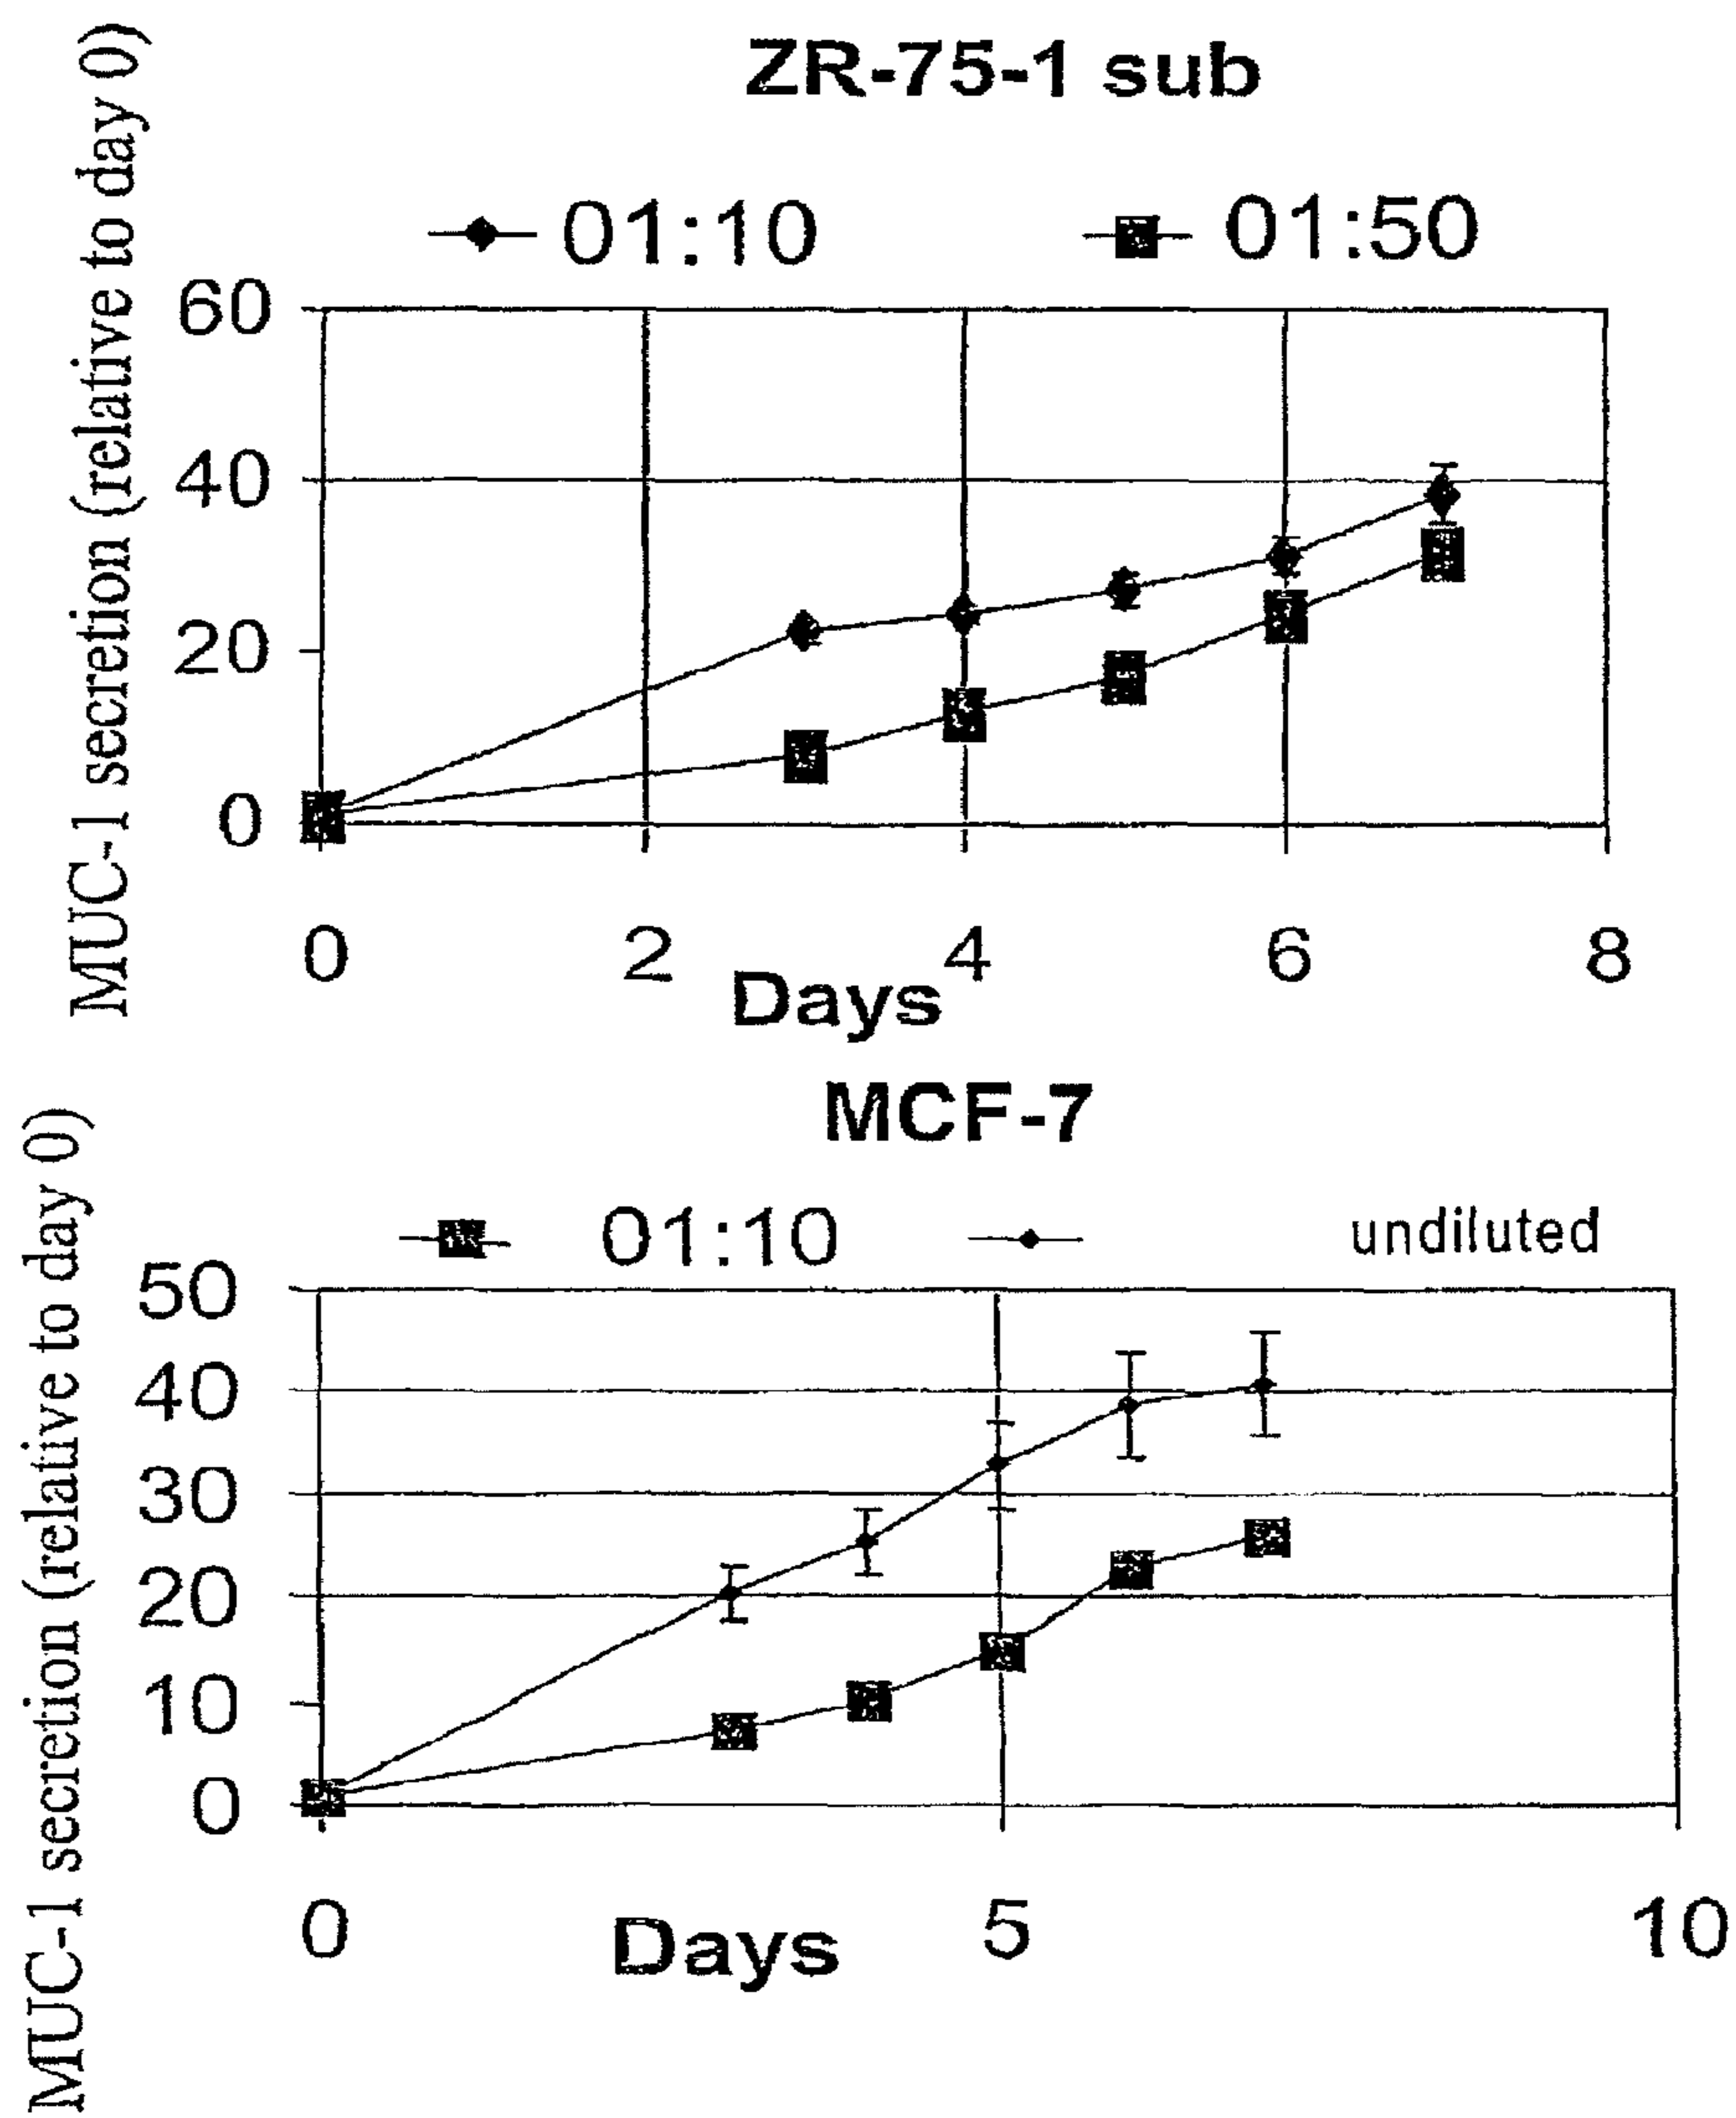 ZR-75-1 sub
01:10 01:50
MUC-1 secretion (relative to day 0)
60
40
20
0
0 2 4 6 8
Days
MCF-7
01:10 undiluted
MUC-1 secretion (relative to day 0)
50
40
30
20
10
0
0 5 10
Days